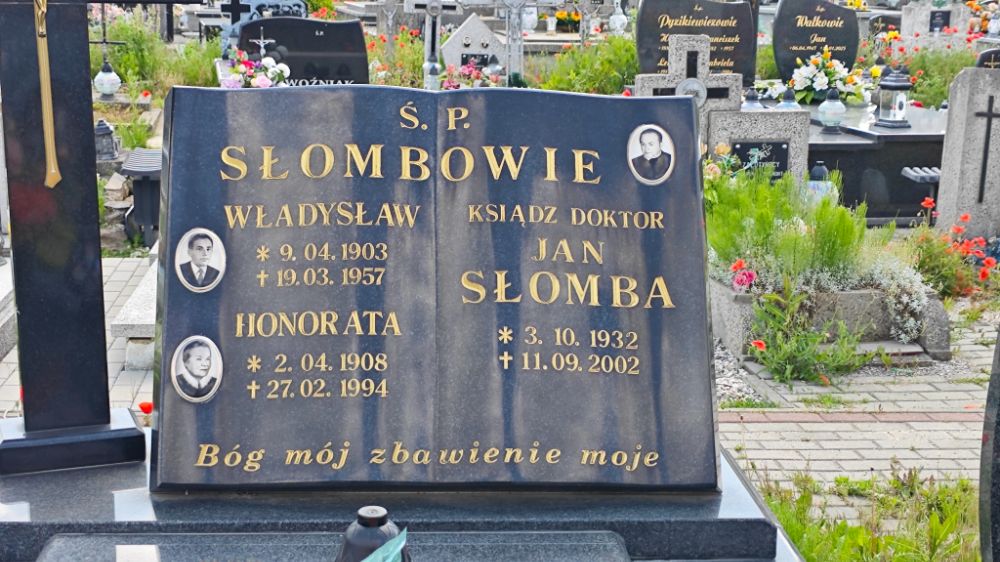 Ś. P.
SŁOMBOWIE
WŁADYSŁAW
* 9. 04. 1903
✝ 19. 03. 1957
HONORATA
* 2. 04. 1908
✝ 27. 02. 1994
KSIĄDZ DOKTOR
JAN
SŁOMBA
* 3. 10. 1932
✝ 11. 09. 2002
Bóg mój zbawienie moje
WOŹNIAK
Ś.P.
Pyzikiewiczowie
Ś.P.
Wałkowie
Jan